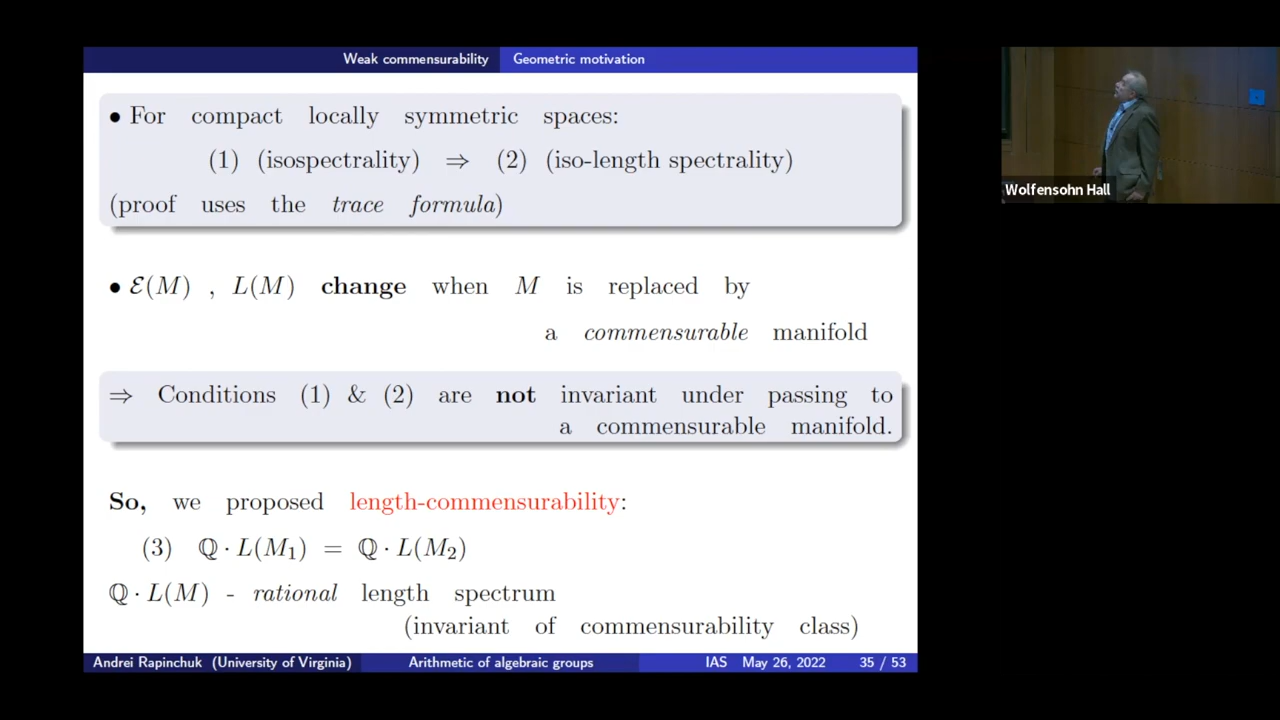 Weak commensurability Geometric motivation
• For compact locally symmetric spaces:
(1) (isospectrality) ⇒ (2) (iso-length spectrality)
(proof uses the trace formula)
• ℰ(M) , L(M) change when M is replaced by
a commensurable manifold
⇒ Conditions (1) & (2) are not invariant under passing to
a commensurable manifold.
So, we proposed length-commensurability:
(3) ℚ · L(M₁) = ℚ · L(M₂)
ℚ · L(M) - rational length spectrum
(invariant of commensurability class)
Andrei Rapinchuk (University of Virginia) Arithmetic of algebraic groups IAS May 26, 2022 35 / 53
Wolfensohn Hall